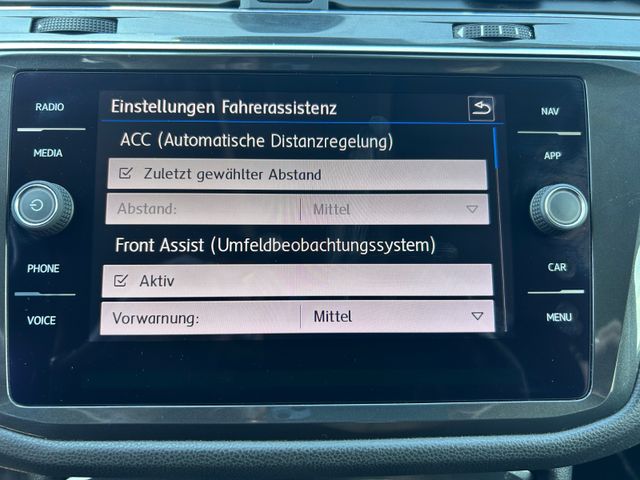 RADIO
MEDIA
PHONE
VOICE
Einstellungen Fahrerassistenz
ACC (Automatische Distanzregelung)
Zuletzt gewählter Abstand
Abstand: Mittel
Front Assist (Umfeldbeobachtungssystem)
Aktiv
Vorwarnung: Mittel
NAV
APP
CAR
MENU